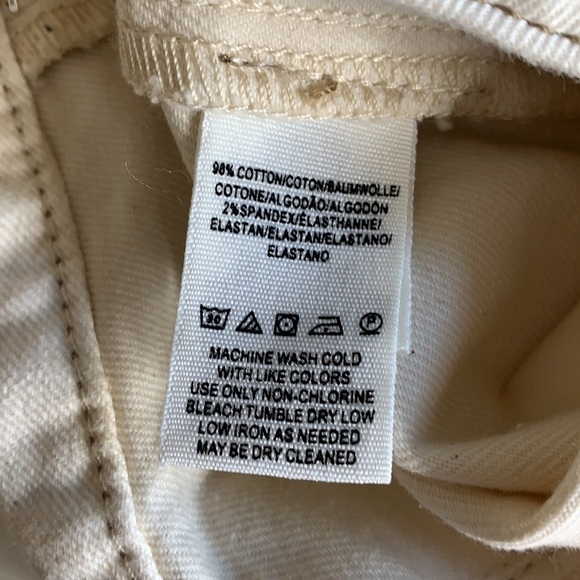 98% COTTON/COTON/BAUMWOLLE/
COTONE/ALGODÃO/ALGODÓN
2%SPANDEX/ÉLASTHANNE/
ELASTAN/ELASTAN/ELASTANO/
ELASTANO
30
MACHINE WASH COLD
WITH LIKE COLORS
USE ONLY NON-CHLORINE
BLEACH TUMBLE DRY LOW
LOW IRON AS NEEDED
MAY BE DRY CLEANED